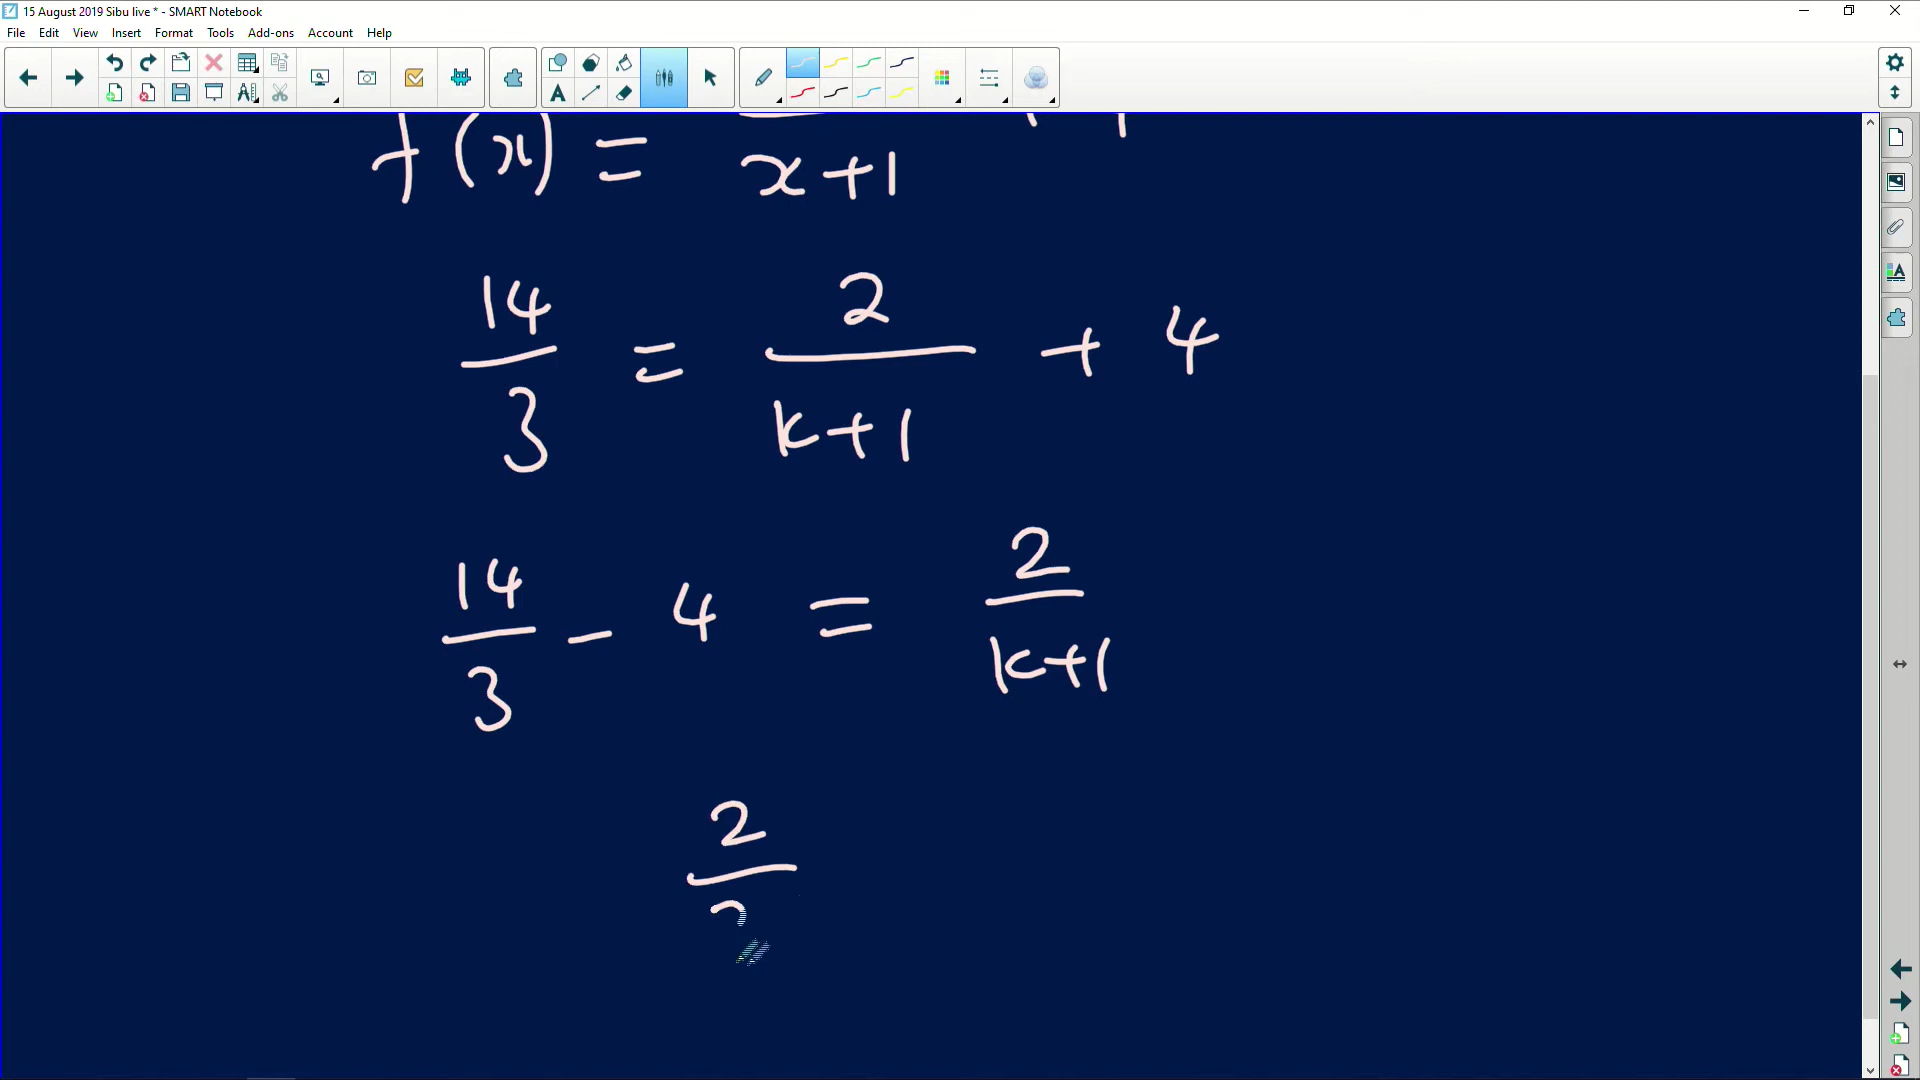 15 August 2019 Sibu live * - SMART Notebook
File Edit View Insert Format Tools Add-ons Account Help
f(x) = x+1
14/3 = 2/(k+1) + 4
14/3 - 4 = 2/(k+1)
2